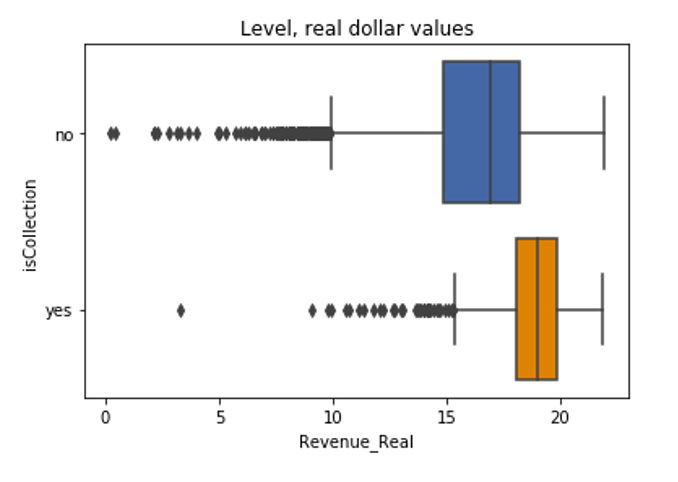 Level, real dollar values
no
isCollection
yes
0 5 10 15 20
Revenue_Real